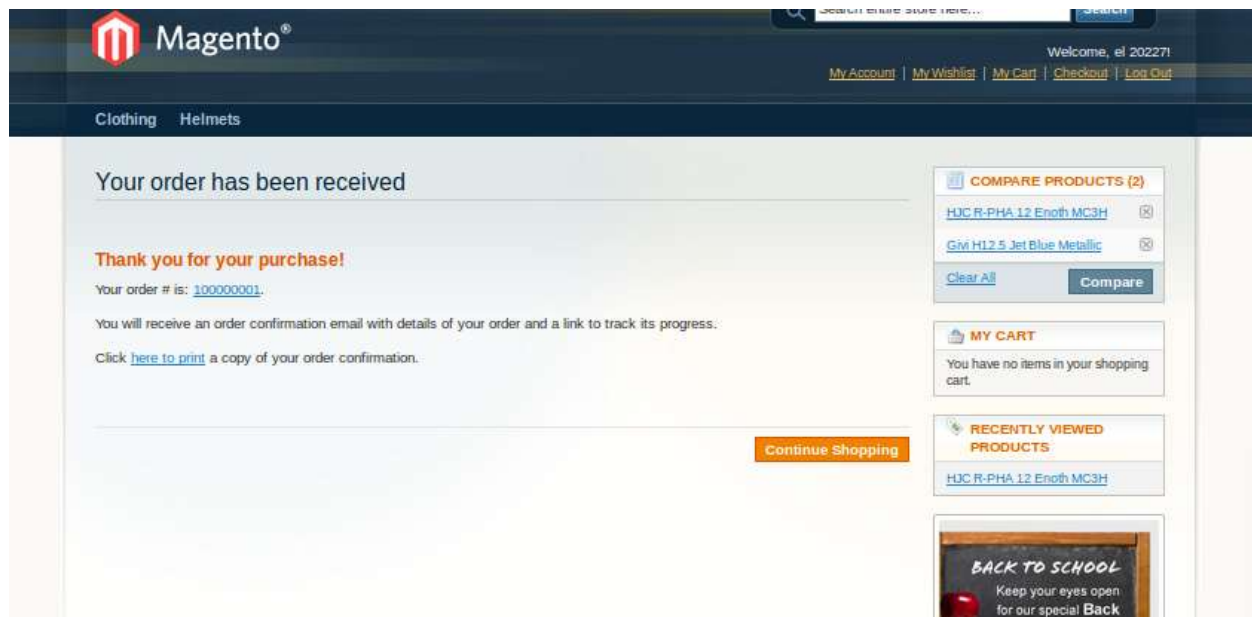 Magento®
Search entire store here...
Search
Welcome, el 20227!
My Account | My Wishlist | My Cart | Checkout | Log Out
Clothing Helmets
Your order has been received
Thank you for your purchase!
Your order # is: 100000001.
You will receive an order confirmation email with details of your order and a link to track its progress.
Click here to print a copy of your order confirmation.
Continue Shopping
COMPARE PRODUCTS (2)
HJC R-PHA 12 Enoth MC3H
Givi H12.5 Jet Blue Metallic
Clear All
Compare
MY CART
You have no items in your shopping
cart.
RECENTLY VIEWED
PRODUCTS
HJC R-PHA 12 Enoth MC3H
BACK TO SCHOOL
Keep your eyes open
for our special Back